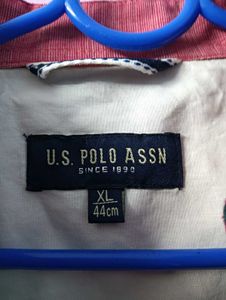 U.S. POLO ASSN
SINCE 1890
XL
44cm